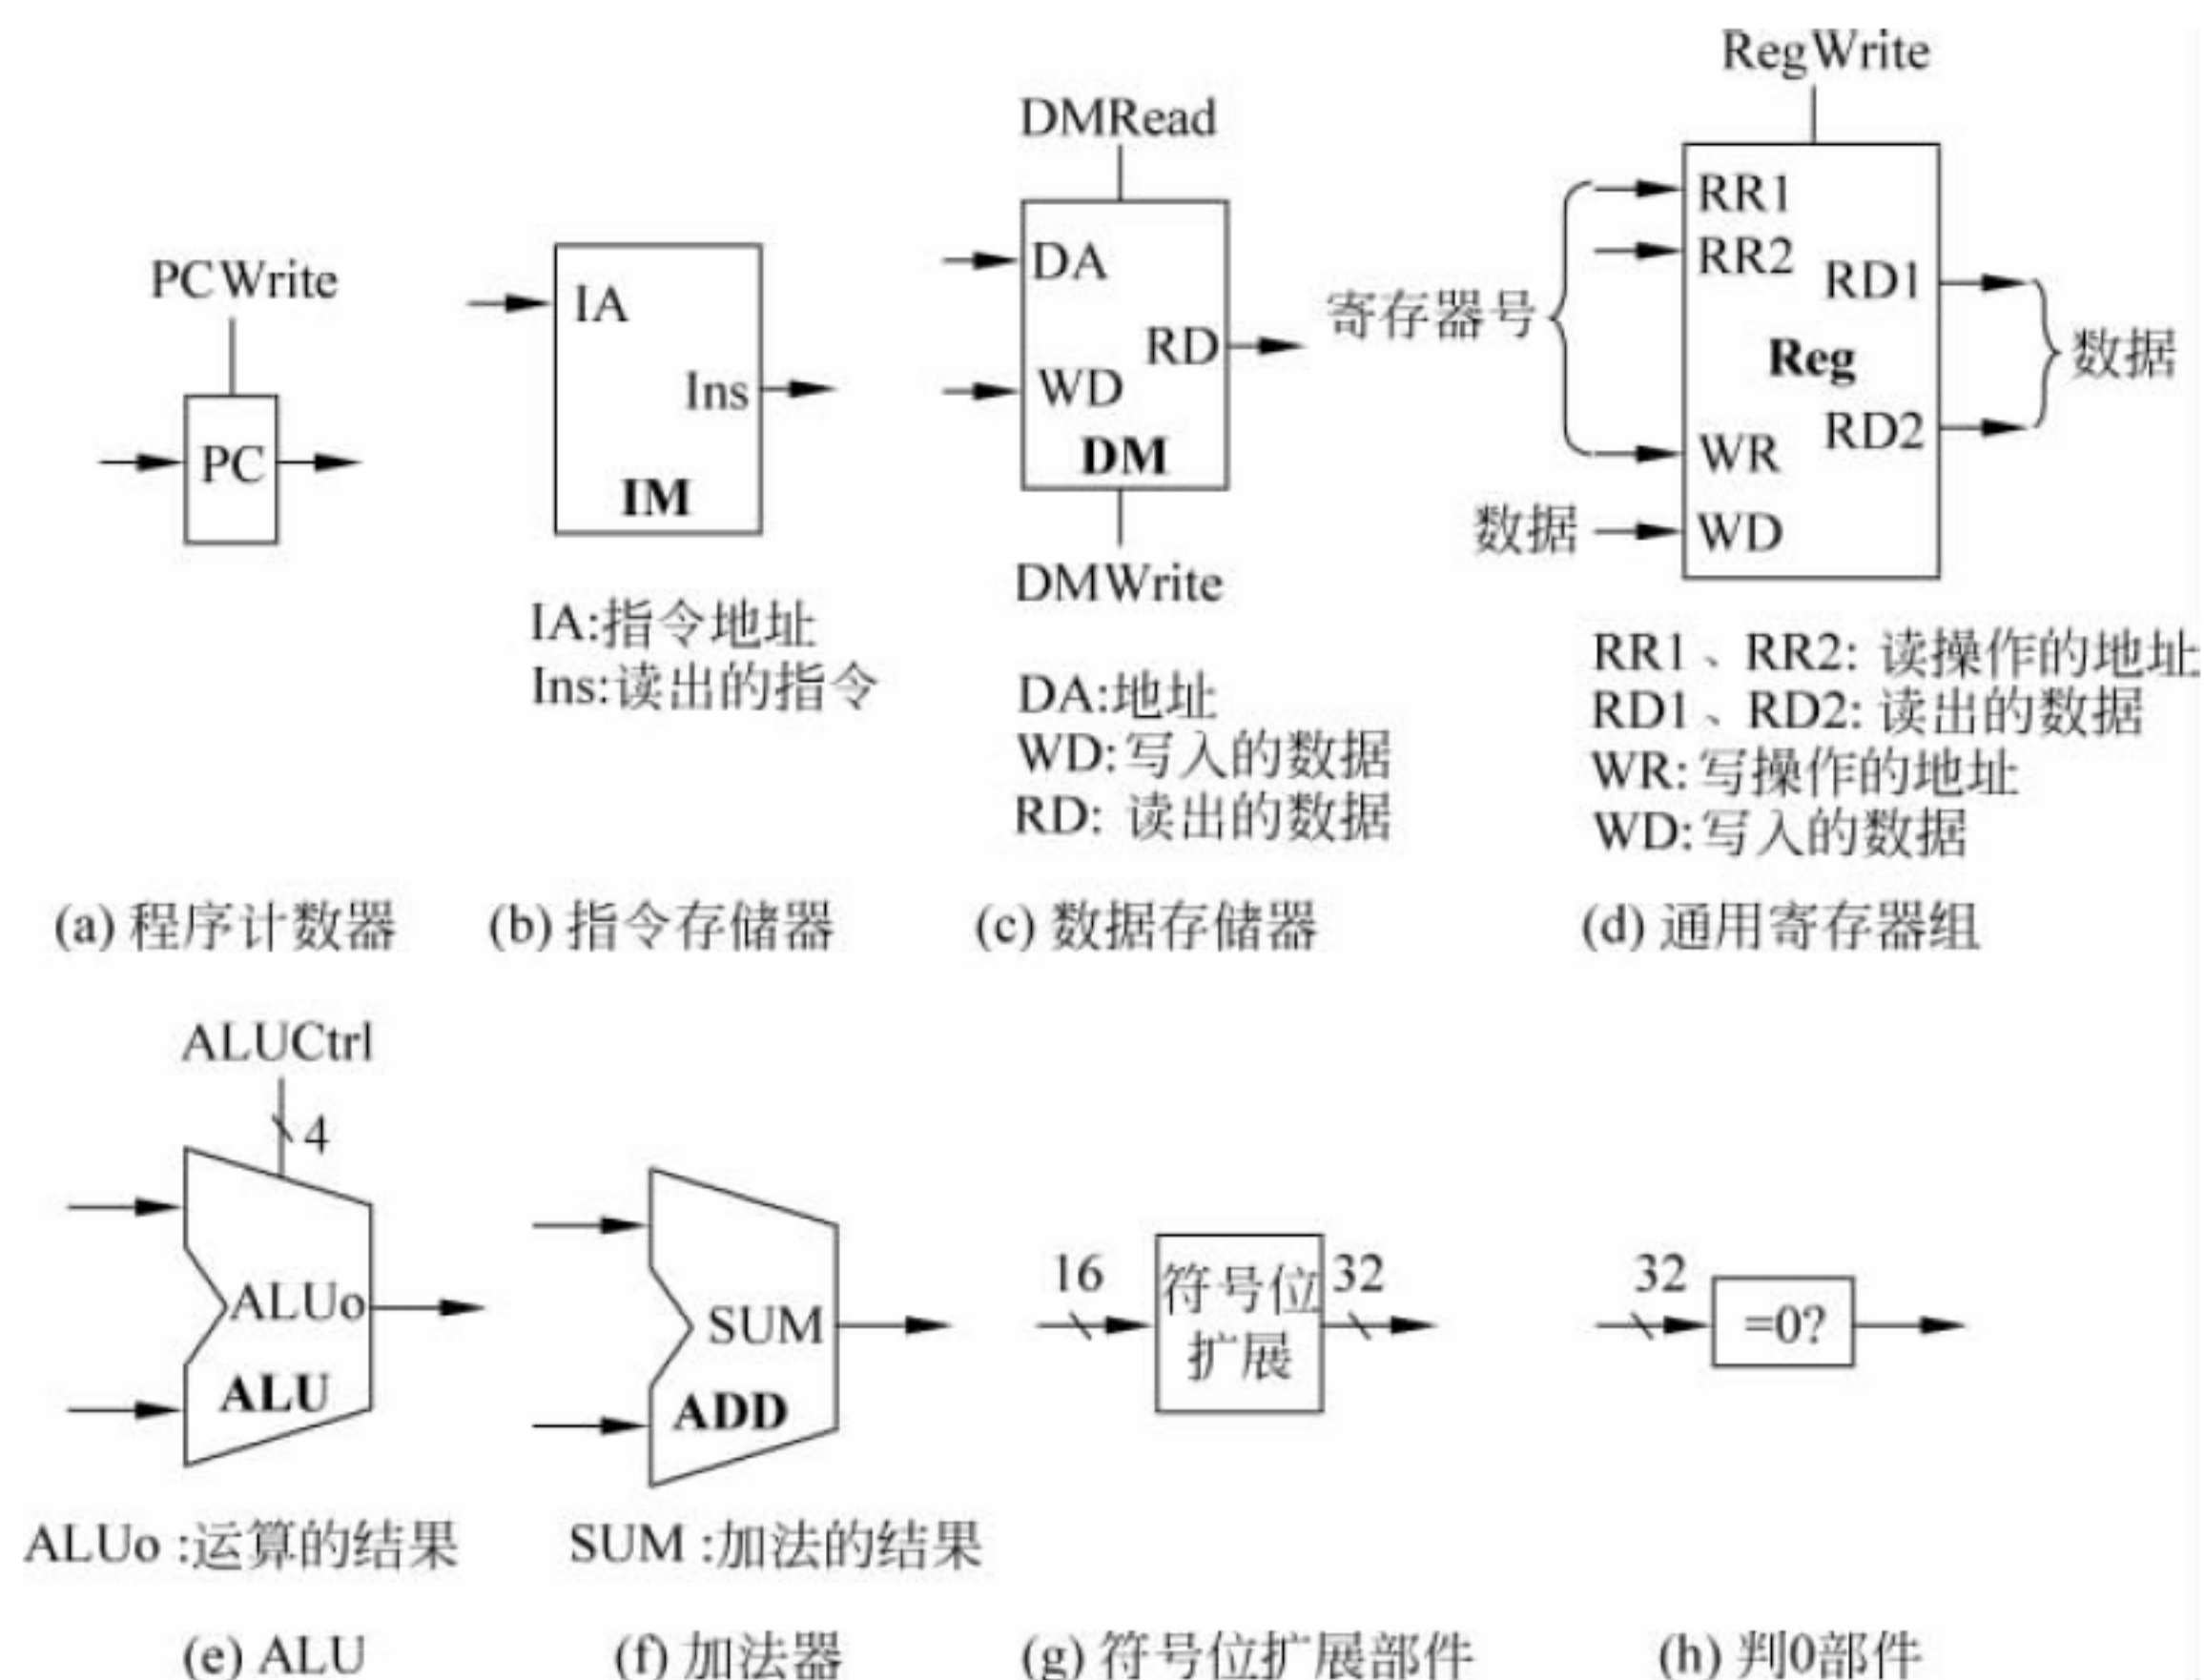 RegWrite
DMRead
RR1
DA
RR2
RD1
PCWrite
IA
寄存器号
RD
数据
Reg
Ins
WD
RD2
PC
DM
WR
IM
数据
WD
DMWrite
IA:指令地址
Ins:读出的指令
DA:地址
WD:写入的数据
RD: 读出的数据
RR1、RR2: 读操作的地址
RD1、RD2: 读出的数据
WR: 写操作的地址
WD: 写入的数据
(a) 程序计数器
(b) 指令存储器
(c) 数据存储器
(d) 通用寄存器组
ALUCtrl
4
ALUo
ALU
SUM
ADD
16
符号位
扩展
32
32
=0?
ALUo :运算的结果
SUM :加法的结果
(e) ALU
(f) 加法器
(g) 符号位扩展部件
(h) 判0部件